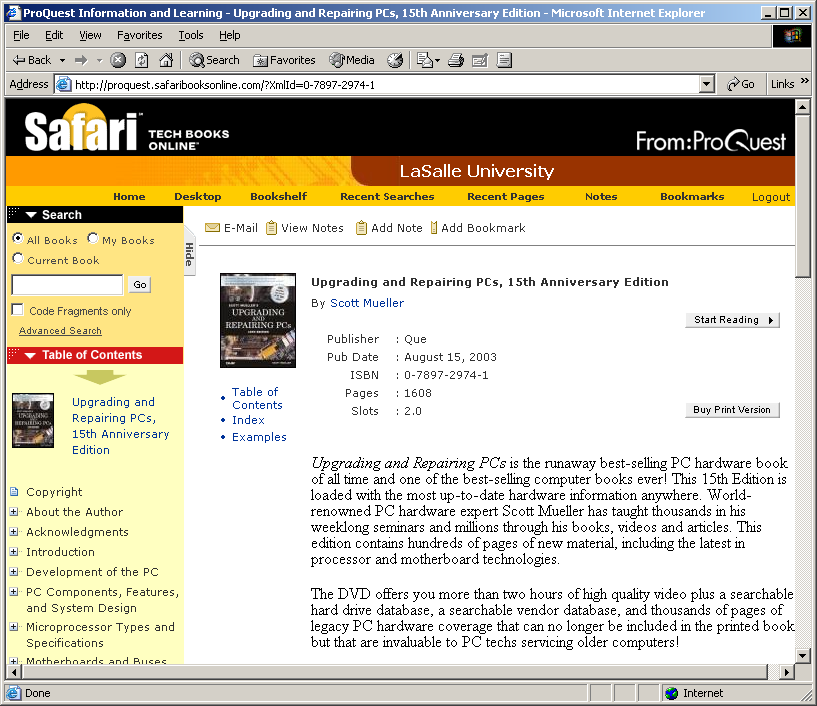 ProQuest Information and Learning - Upgrading and Repairing PCs, 15th Anniversary Edition - Microsoft Internet Explorer
File Edit View Favorites Tools Help
Back Search Favorites Media
Address http://proquest.safaribooksonline.com/?XmlId=0-7897-2974-1 Go Links »
Safari™ TECH BOOKS
ONLINE™
From:ProQuest
LaSalle University
Home Desktop Bookshelf Recent Searches Recent Pages Notes Bookmarks Logout
Search
All Books My Books
Current Book
Go
Code Fragments only
Advanced Search
Table of Contents
Upgrading and
Repairing PCs,
15th Anniversary
Edition
Copyright
About the Author
Acknowledgments
Introduction
Development of the PC
PC Components, Features,
and System Design
Microprocessor Types and
Specifications
Motherboards and Buses
Hide
E-Mail View Notes Add Note Add Bookmark
SCOTT MUELLER'S
UPGRADING
AND
REPAIRING PCs
Table of
Contents
Index
Examples
Upgrading and Repairing PCs, 15th Anniversary Edition
By Scott Mueller
Publisher : Que
Pub Date : August 15, 2003
ISBN : 0-7897-2974-1
Pages : 1608
Slots : 2.0
Start Reading
Buy Print Version
Upgrading and Repairing PCs is the runaway best-selling PC hardware book
of all time and one of the best-selling computer books ever! This 15th Edition is
loaded with the most up-to-date hardware information anywhere. World-
renowned PC hardware expert Scott Mueller has taught thousands in his
weeklong seminars and millions through his books, videos and articles. This
edition contains hundreds of pages of new material, including the latest in
processor and motherboard technologies.
The DVD offers you more than two hours of high quality video plus a searchable
hard drive database, a searchable vendor database, and thousands of pages of
legacy PC hardware coverage that can no longer be included in the printed book
but that are invaluable to PC techs servicing older computers!
Done Internet